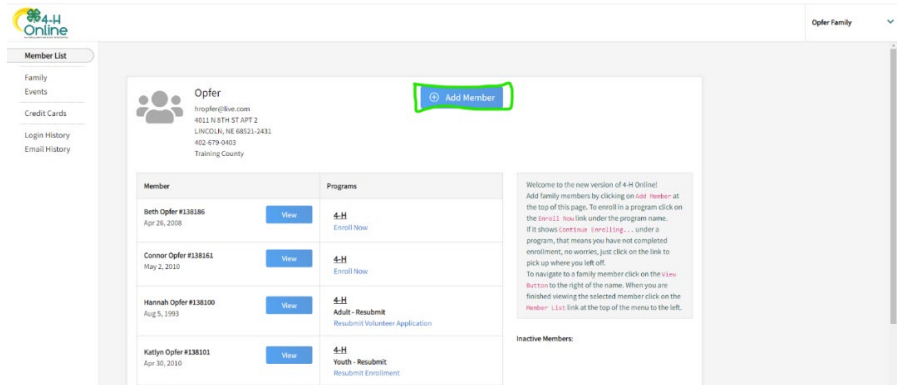 4-H
Online
Opfer Family
Member List
Family
Events
Credit Cards
Login History
Email History
Opfer
hropfer@live.com
4011 N 8TH ST APT 2
LINCOLN, NE 68521-2431
402-679-0403
Training County
Add Member
Member
Programs
Beth Opfer #138186
Apr 26, 2008
View
4-H
Enroll Now
Connor Opfer #138161
May 2, 2010
View
4-H
Enroll Now
Hannah Opfer #138100
Aug 5, 1993
View
4-H
Adult - Resubmit
Resubmit Volunteer Application
Katlyn Opfer #138101
Apr 30, 2010
View
4-H
Youth - Resubmit
Resubmit Enrollment
Welcome to the new version of 4-H Online!
Add family members by clicking on Add Member at
the top of this page. To enroll in a program click on
the Enroll Now link under the program name.
If it shows Continue Enrolling... under a
program, that means you have not completed
enrollment, no worries, just click on the link to
pick up where you left off.
To navigate to a family member click on the View
Button to the right of the name. When you are
finished viewing the selected member click on the
Member List link at the top of the menu to the left.
Inactive Members: